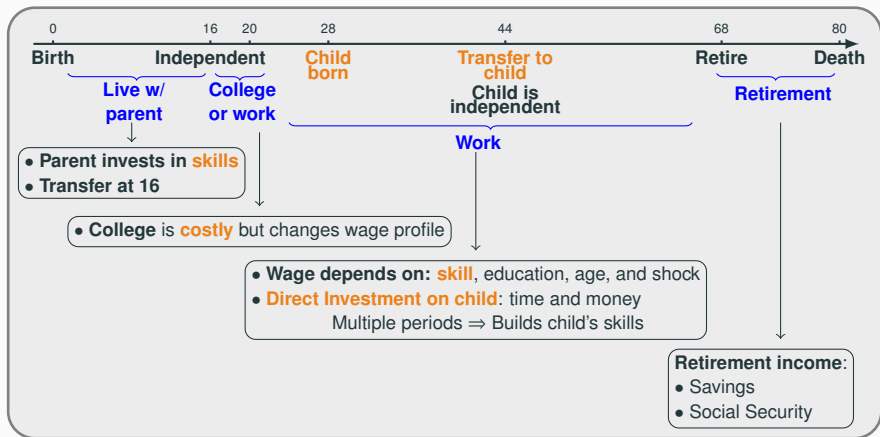 0 16 20 28 44 68 80
Birth Independent Child born Transfer to child Retire Death
Child is independent
Live w/ parent
College or work
Work
Retirement
• Parent invests in skills
• Transfer at 16
• College is costly but changes wage profile
• Wage depends on: skill, education, age, and shock
• Direct Investment on child: time and money
Multiple periods ⇒ Builds child's skills
Retirement income:
• Savings
• Social Security